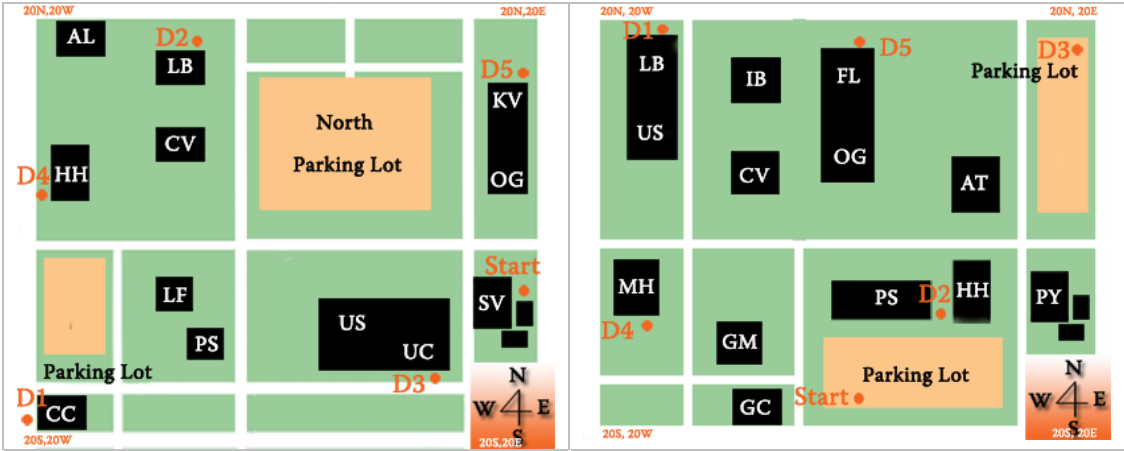 20N,20W
20N,20E
AL
D2
LB
D5
KV
North
Parking Lot
CV
D4
HH
OG
Start
LF
SV
US
PS
UC
Parking Lot
D3
D1
CC
N
W E
S
20S,20W
20S,20E
20N, 20W
20N, 20E
D1
D5
D3
LB
IB
FL
Parking Lot
US
OG
CV
AT
MH
PS
D2
HH
PY
D4
GM
Parking Lot
Start
GC
N
W E
S
20S, 20W
20S, 20E